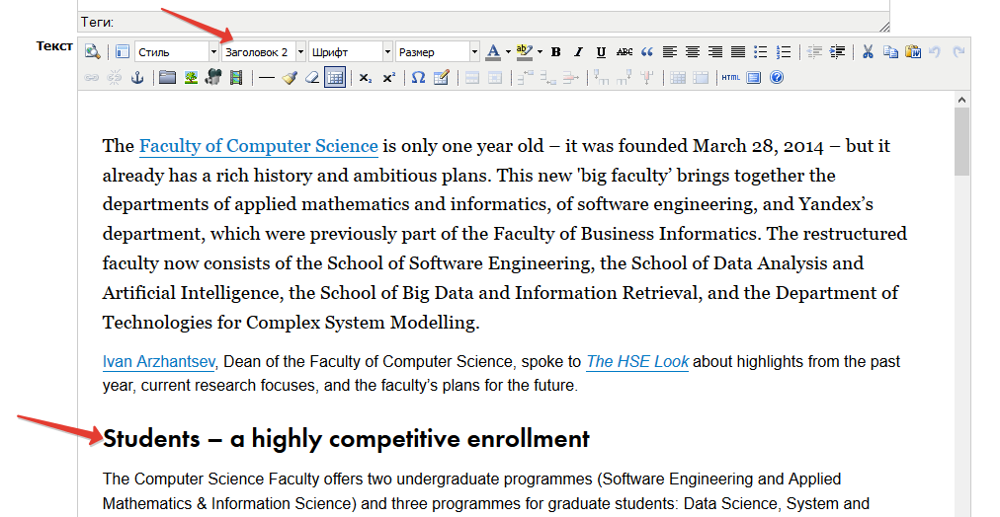 Теги:
Текст
Стиль Заголовок 2 Шрифт Размер A ab B I U ABC
x₂ x² Ω HTML
The Faculty of Computer Science is only one year old – it was founded March 28, 2014 – but it
already has a rich history and ambitious plans. This new 'big faculty’ brings together the
departments of applied mathematics and informatics, of software engineering, and Yandex’s
department, which were previously part of the Faculty of Business Informatics. The restructured
faculty now consists of the School of Software Engineering, the School of Data Analysis and
Artificial Intelligence, the School of Big Data and Information Retrieval, and the Department of
Technologies for Complex System Modelling.
Ivan Arzhantsev, Dean of the Faculty of Computer Science, spoke to The HSE Look about highlights from the past
year, current research focuses, and the faculty’s plans for the future.
Students – a highly competitive enrollment
The Computer Science Faculty offers two undergraduate programmes (Software Engineering and Applied
Mathematics & Information Science) and three programmes for graduate students: Data Science, System and